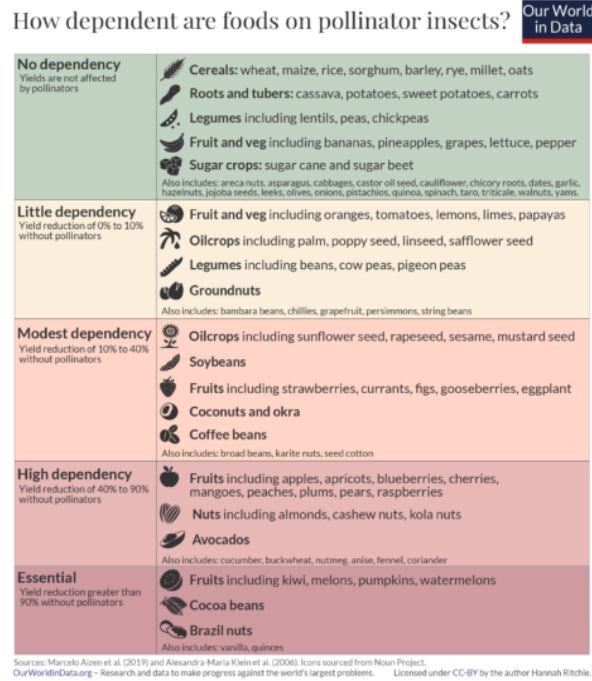 How dependent are foods on pollinator insects?
Our World
in Data
No dependency
Yields are not affected
by pollinators
Cereals: wheat, maize, rice, sorghum, barley, rye, millet, oats
Roots and tubers: cassava, potatoes, sweet potatoes, carrots
Legumes including lentils, peas, chickpeas
Fruit and veg including bananas, pineapples, grapes, lettuce, pepper
Sugar crops: sugar cane and sugar beet
Also includes: areca nuts, asparagus, cabbages, castor oil seed, cauliflower, chicory roots, dates, garlic,
hazelnuts, jojoba seeds, leeks, olives, onions, pistachios, quinoa, spinach, taro, triticale, walnuts, yams.
Little dependency
Yield reduction of 0% to 10%
without pollinators
Fruit and veg including oranges, tomatoes, lemons, limes, papayas
Oilcrops including palm, poppy seed, linseed, safflower seed
Legumes including beans, cow peas, pigeon peas
Groundnuts
Also includes: bambara beans, chillies, grapefruit, persimmons, string beans
Modest dependency
Yield reduction of 10% to 40%
without pollinators
Oilcrops including sunflower seed, rapeseed, sesame, mustard seed
Soybeans
Fruits including strawberries, currants, figs, gooseberries, eggplant
Coconuts and okra
Coffee beans
Also includes: broad beans, karite nuts, seed cotton
High dependency
Yield reduction of 40% to 90%
without pollinators
Fruits including apples, apricots, blueberries, cherries,
mangoes, peaches, plums, pears, raspberries
Nuts including almonds, cashew nuts, kola nuts
Avocados
Also includes: cucumber, buckwheat, nutmeg, anise, fennel, coriander
Essential
Yield reduction greater than
90% without pollinators
Fruits including kiwi, melons, pumpkins, watermelons
Cocoa beans
Brazil nuts
Also includes: vanilla, quinces
Sources: Marcelo Aizen et al. (2019) and Alexandra-Maria Klein et al. (2006). Icons sourced from Noun Project.
OurWorldinData.org – Research and data to make progress against the world's largest problems. Licensed under CC-BY by the author Hannah Ritchie.